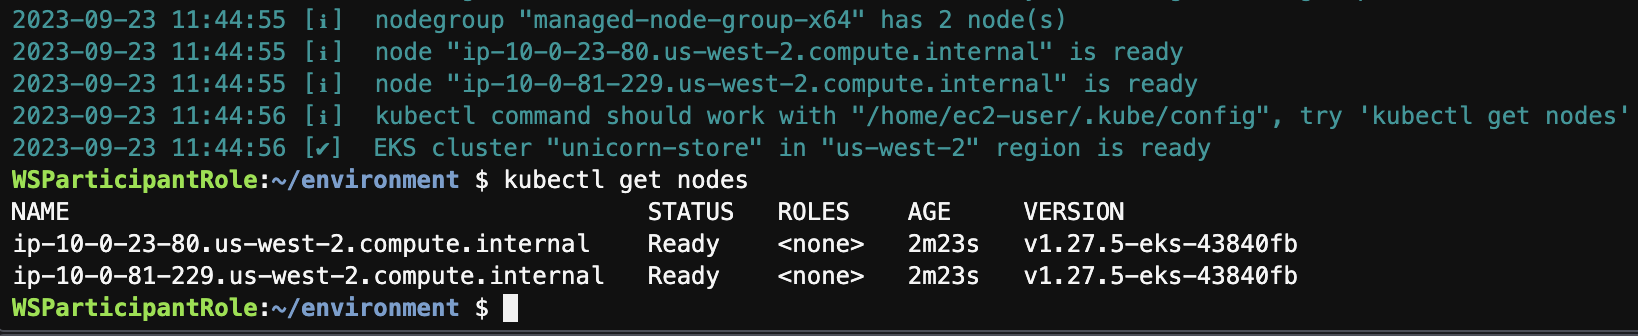 2023-09-23 11:44:55 [ℹ]  nodegroup "managed-node-group-x64" has 2 node(s)
2023-09-23 11:44:55 [ℹ]  node "ip-10-0-23-80.us-west-2.compute.internal" is ready
2023-09-23 11:44:55 [ℹ]  node "ip-10-0-81-229.us-west-2.compute.internal" is ready
2023-09-23 11:44:56 [ℹ]  kubectl command should work with "/home/ec2-user/.kube/config", try 'kubectl get nodes'
2023-09-23 11:44:56 [✔]  EKS cluster "unicorn-store" in "us-west-2" region is ready
WSParticipantRole:~/environment $ kubectl get nodes
NAME                                        STATUS   ROLES    AGE     VERSION
ip-10-0-23-80.us-west-2.compute.internal    Ready    <none>   2m23s   v1.27.5-eks-43840fb
ip-10-0-81-229.us-west-2.compute.internal   Ready    <none>   2m23s   v1.27.5-eks-43840fb
WSParticipantRole:~/environment $